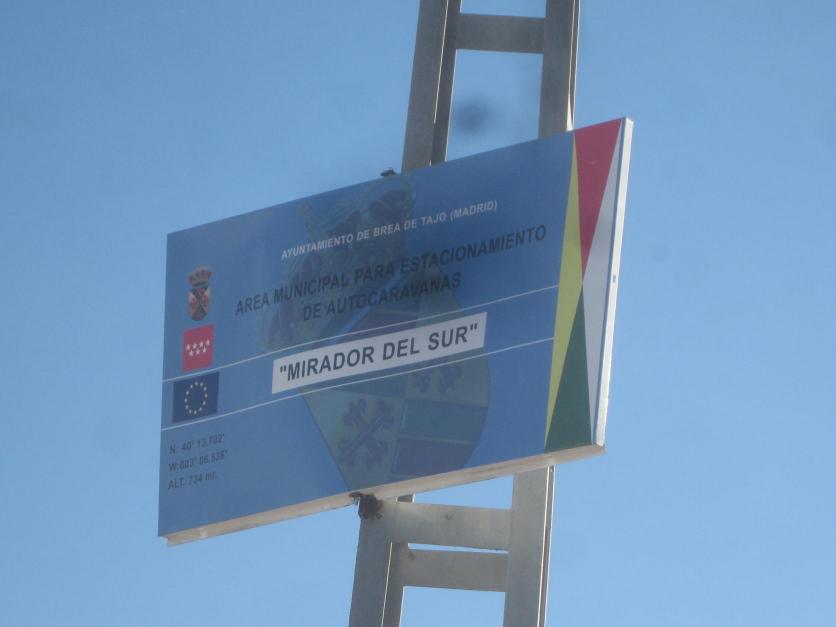 AYUNTAMIENTO DE BREA DE TAJO (MADRID)
AREA MUNICIPAL PARA ESTACIONAMIENTO
DE AUTOCARAVANAS
"MIRADOR DEL SUR"
N: 40° 13.702'
W:003° 06.536'
ALT. 734 mt.